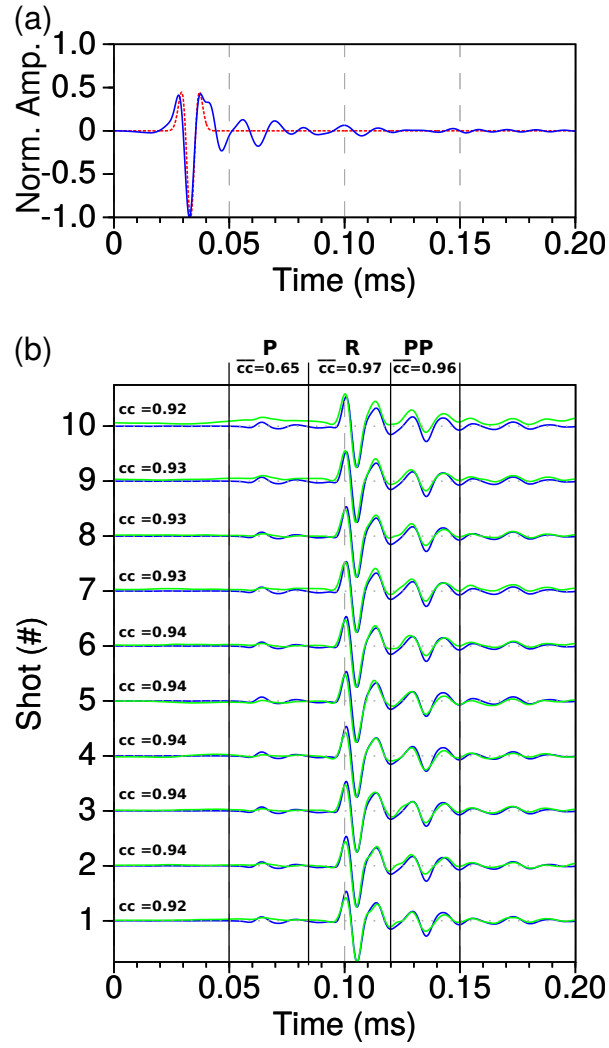 (a)
1.0
0.5
0
-0.5
-1.0
Norm. Amp.
0 0.05 0.10 0.15 0.20
Time (ms)
(b)
P R PP
cc=0.65 cc=0.97 cc=0.96
10 cc =0.92
9 cc =0.93
8 cc =0.93
7 cc =0.93
6 cc =0.94
5 cc =0.94
4 cc =0.94
3 cc =0.94
2 cc =0.94
1 cc =0.92
Shot (#)
0 0.05 0.10 0.15 0.20
Time (ms)